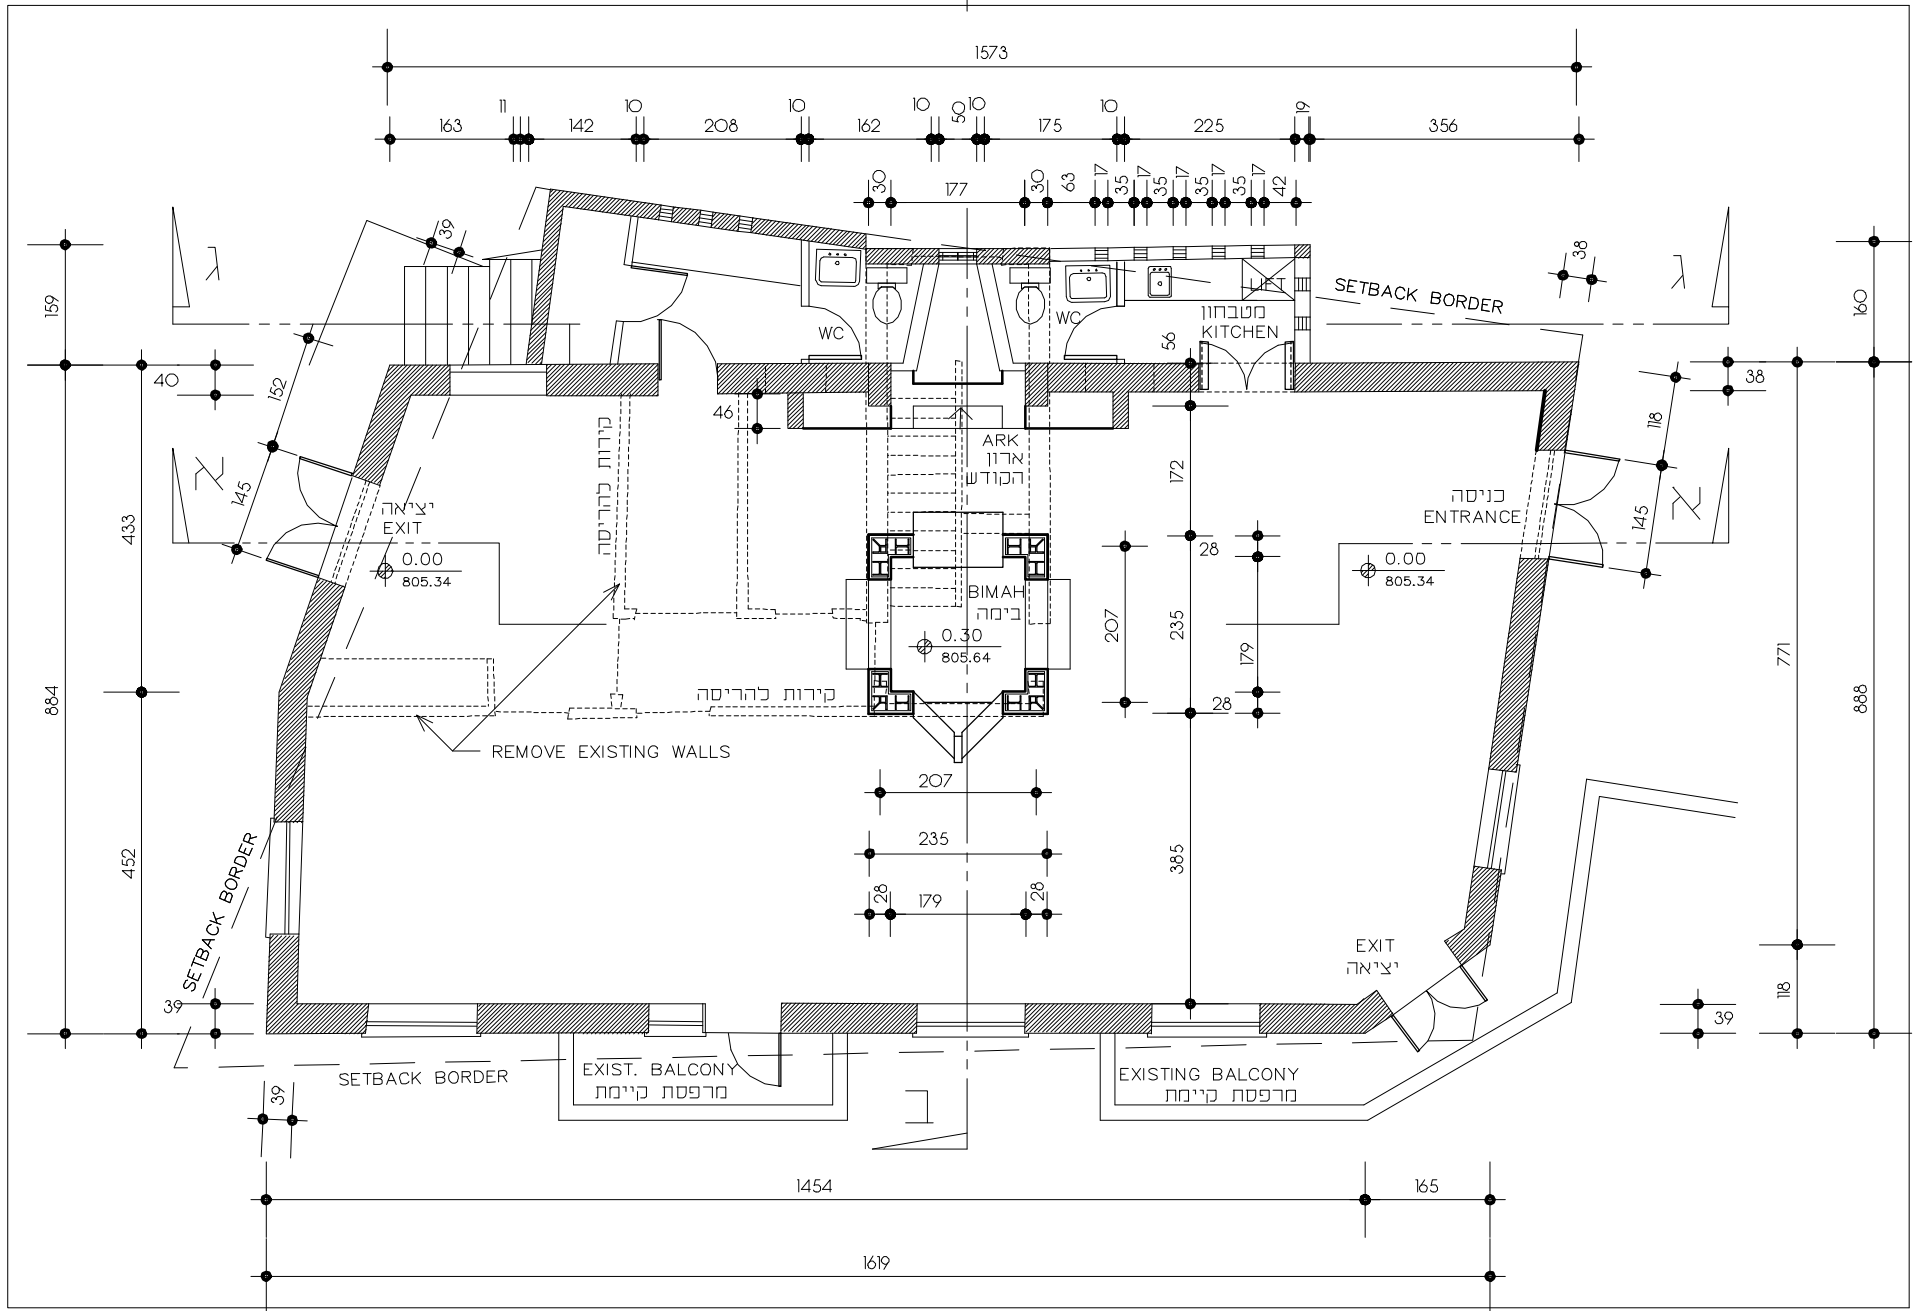 1573
163
11
142
10
208
10
162
10
50
10
175
10
225
19
356
30
177
30
63
17
35
17
35
17
35
17
35
17
42
39
38
159
ג
ג
160
SETBACK BORDER
LIFT
WC
WC
מטבחון
KITCHEN
56
40
152
46
38
118
ARK
ארון
הקודש
קירות להריסה
172
א
א
145
יציאה
EXIT
כניסה
ENTRANCE
145
433
0.00
805.34
28
0.00
805.34
BIMAH
בימה
207
235
179
0.30
805.64
771
884
888
קירות להריסה
28
REMOVE EXISTING WALLS
207
235
452
385
SETBACK BORDER
28
179
28
EXIT
יציאה
39
118
39
SETBACK BORDER
EXIST. BALCONY
מרפסת קיימת
EXISTING BALCONY
מרפסת קיימת
39
ב
1454
165
1619